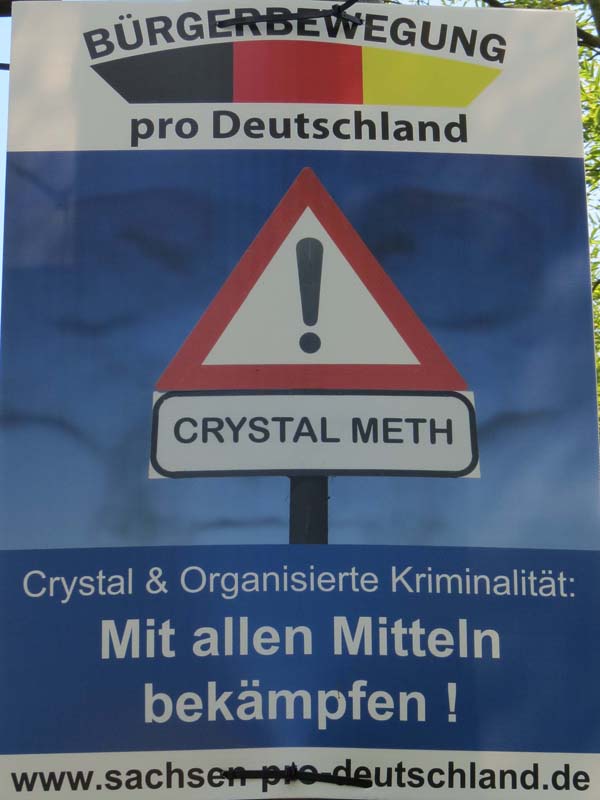 BÜRGERBEWEGUNG
pro Deutschland
!
CRYSTAL METH
Crystal & Organisierte Kriminalität:
Mit allen Mitteln
bekämpfen !
www.sachsen-pro-deutschland.de